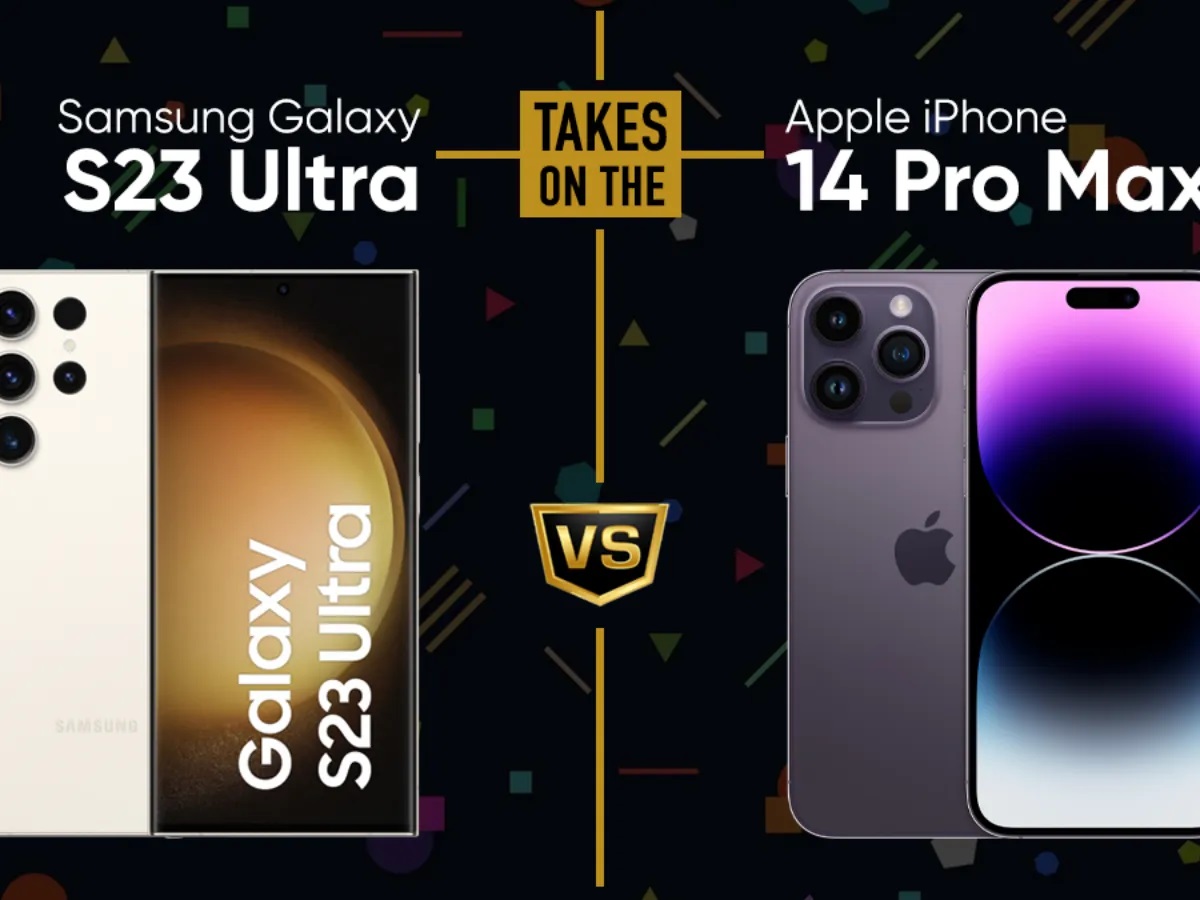 Samsung Galaxy
S23 Ultra
TAKES
ON THE
Apple iPhone
14 Pro Max
VS
Galaxy
S23 Ultra
SAMSUNG